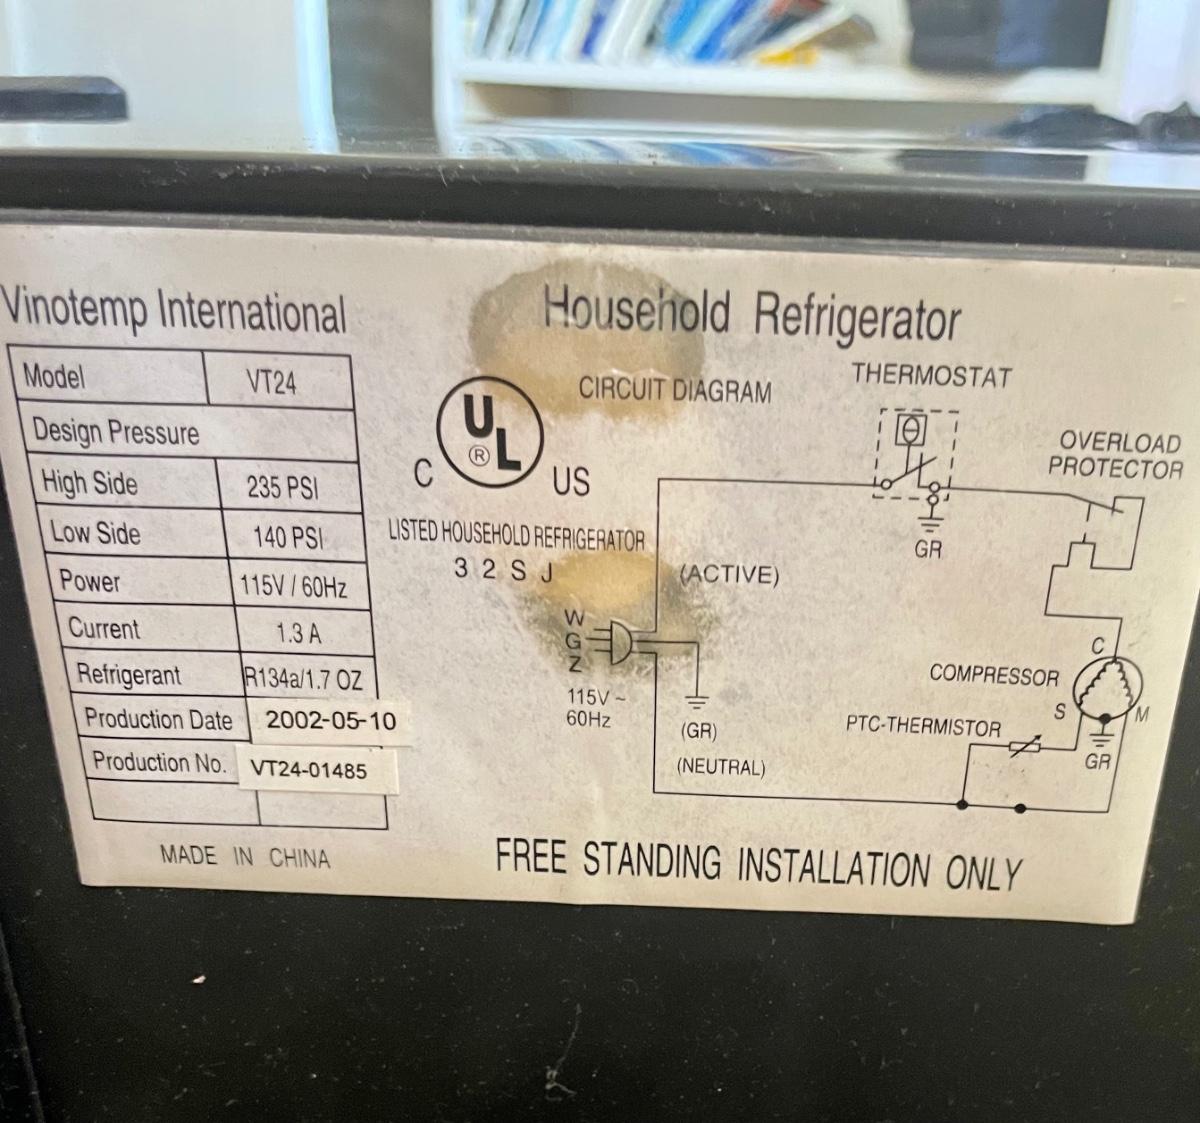 Vinotemp International
Model VT24
Design Pressure
High Side 235 PSI
Low Side 140 PSI
Power 115V / 60Hz
Current 1.3 A
Refrigerant R134a/1.7 OZ
Production Date 2002-05-10
Production No. VT24-01485
MADE IN CHINA
Household Refrigerator
CIRCUIT DIAGRAM
C UL ® US
LISTED HOUSEHOLD REFRIGERATOR
32SJ
THERMOSTAT
θ
GR
OVERLOAD
PROTECTOR
(ACTIVE)
W
G
Z
115V ~
60Hz
(GR)
(NEUTRAL)
COMPRESSOR
C
S
M
GR
PTC-THERMISTOR
FREE STANDING INSTALLATION ONLY